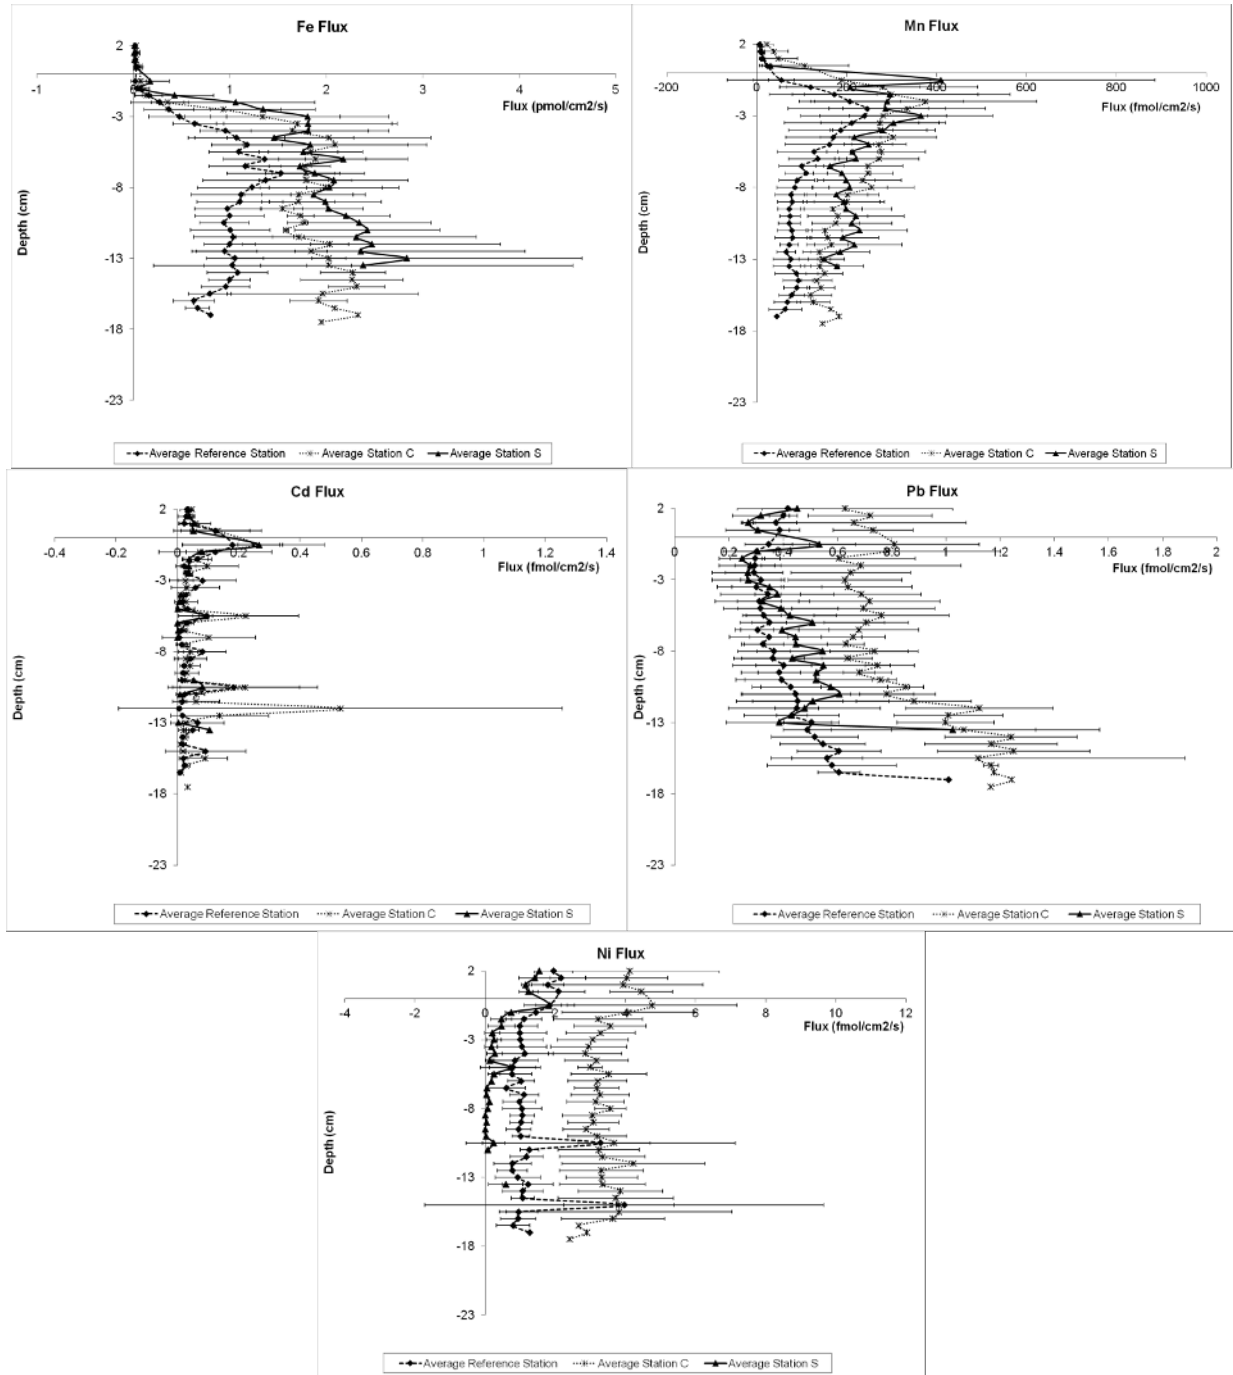 Fe Flux
2
-1 0 1 2 3 4 5
Flux (pmol/cm2/s)
-3
-8
-13
-18
-23
Depth (cm)
Average Reference Station Average Station C Average Station S
Mn Flux
2
-200 0 200 400 600 800 1000
Flux (fmol/cm2/s)
-3
-8
-13
-18
-23
Depth (cm)
Average Reference Station Average Station C Average Station S
Cd Flux
2
-0.4 -0.2 0 0.2 0.4 0.6 0.8 1 1.2 1.4
Flux (fmol/cm2/s)
-3
-8
-13
-18
-23
Depth (cm)
Average Reference Station Average Station C Average Station S
Pb Flux
2
0 0.2 0.4 0.6 0.8 1 1.2 1.4 1.6 1.8 2
Flux (fmol/cm2/s)
-3
-8
-13
-18
-23
Depth (cm)
Average Reference Station Average Station C Average Station S
Ni Flux
2
-4 -2 0 2 4 6 8 10 12
Flux (fmol/cm2/s)
-3
-8
-13
-18
-23
Depth (cm)
Average Reference Station Average Station C Average Station S